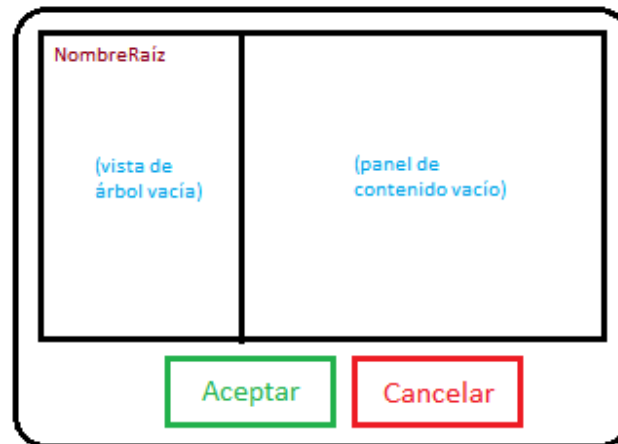 NombreRaíz
(vista de
árbol vacía)
(panel de
contenido vacío)
Aceptar
Cancelar